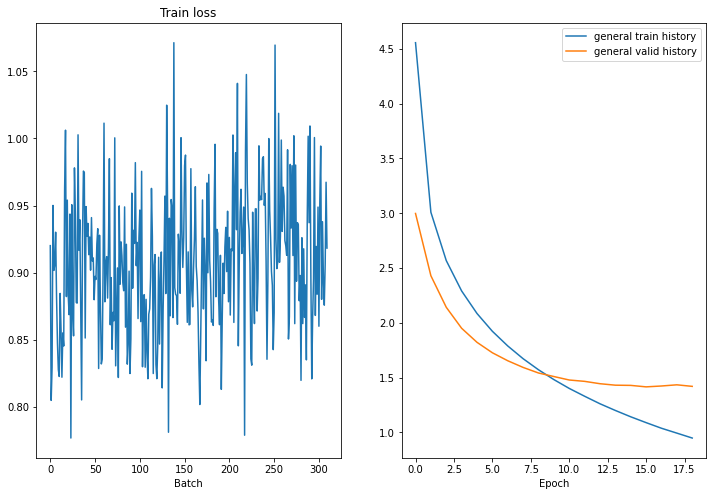 Train loss
1.05
1.00
0.95
0.90
0.85
0.80
0 50 100 150 200 250 300
Batch
general train history
general valid history
4.5
4.0
3.5
3.0
2.5
2.0
1.5
1.0
0.0 2.5 5.0 7.5 10.0 12.5 15.0 17.5
Epoch